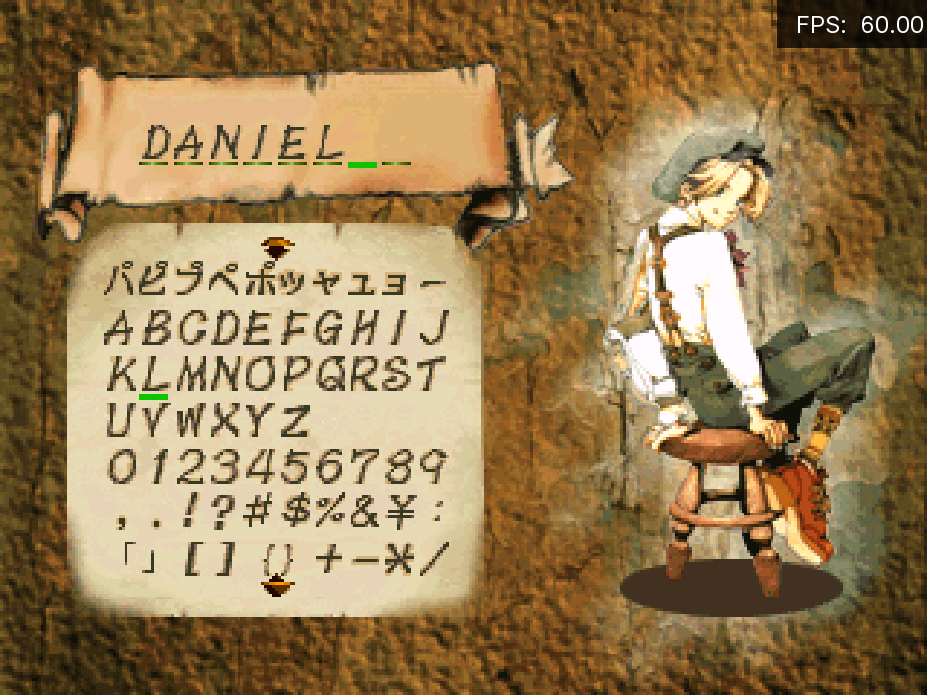 FPS: 60.00
DANIEL
パピプペポッャュョー
ABCDEFGHIJ
KLMNOPQRST
UVWXYZ
0123456789
,.!?#$%&¥:
「」[]{}+-*/